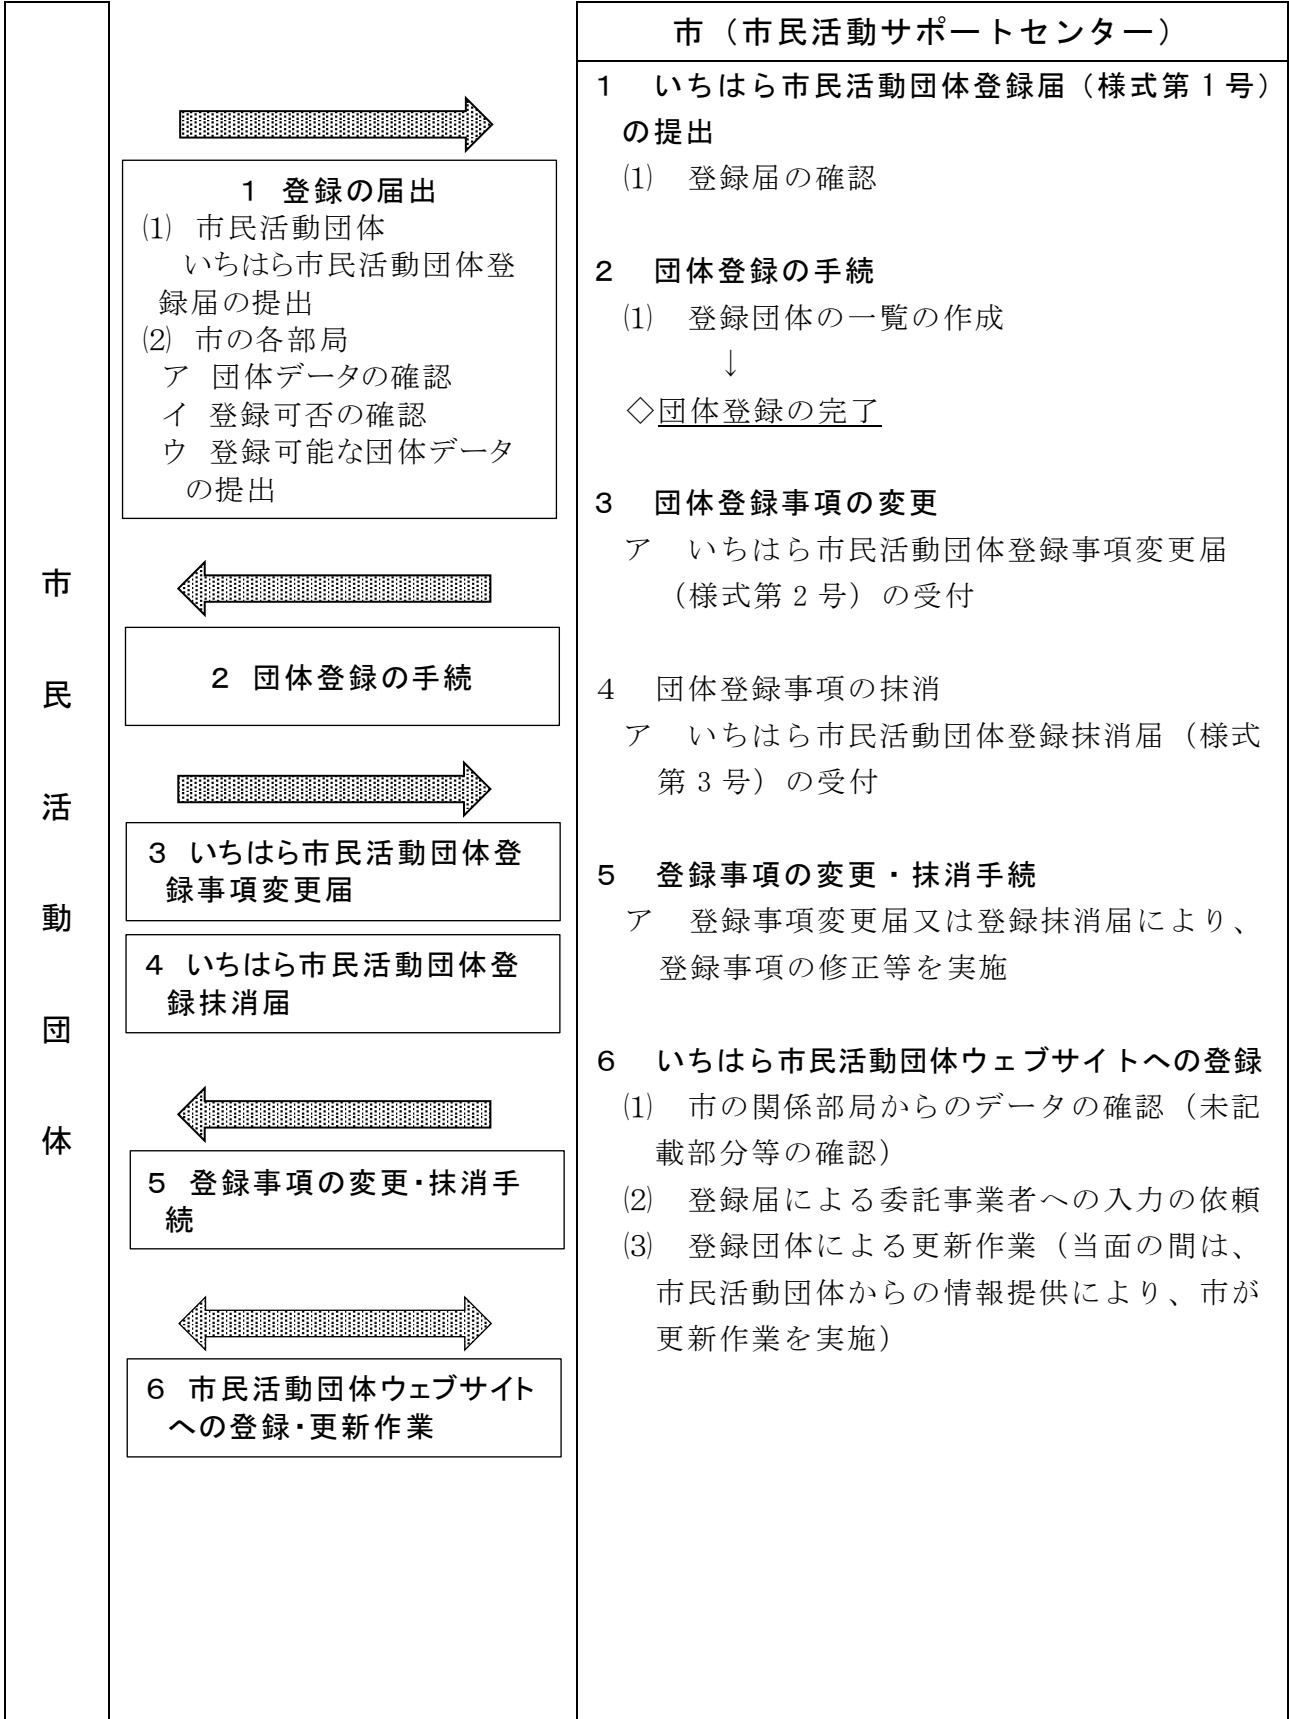 市民活動団体
1 登録の届出
⑴ 市民活動団体
いちはら市民活動団体登
録届の提出
⑵ 市の各部局
ア 団体データの確認
イ 登録可否の確認
ウ 登録可能な団体データ
の提出
2 団体登録の手続
3 いちはら市民活動団体登
録事項変更届
4 いちはら市民活動団体登
録抹消届
5 登録事項の変更・抹消手
続
6 市民活動団体ウェブサイト
への登録・更新作業
市（市民活動サポートセンター）
1 いちはら市民活動団体登録届（様式第1号）
の提出
⑴ 登録届の確認
2 団体登録の手続
⑴ 登録団体の一覧の作成
↓
◇団体登録の完了
3 団体登録事項の変更
ア いちはら市民活動団体登録事項変更届
（様式第2号）の受付
4 団体登録事項の抹消
ア いちはら市民活動団体登録抹消届（様式
第3号）の受付
5 登録事項の変更・抹消手続
ア 登録事項変更届又は登録抹消届により、
登録事項の修正等を実施
6 いちはら市民活動団体ウェブサイトへの登録
⑴ 市の関係部局からのデータの確認（未記
載部分等の確認）
⑵ 登録届による委託事業者への入力の依頼
⑶ 登録団体による更新作業（当面の間は、
市民活動団体からの情報提供により、市が
更新作業を実施）